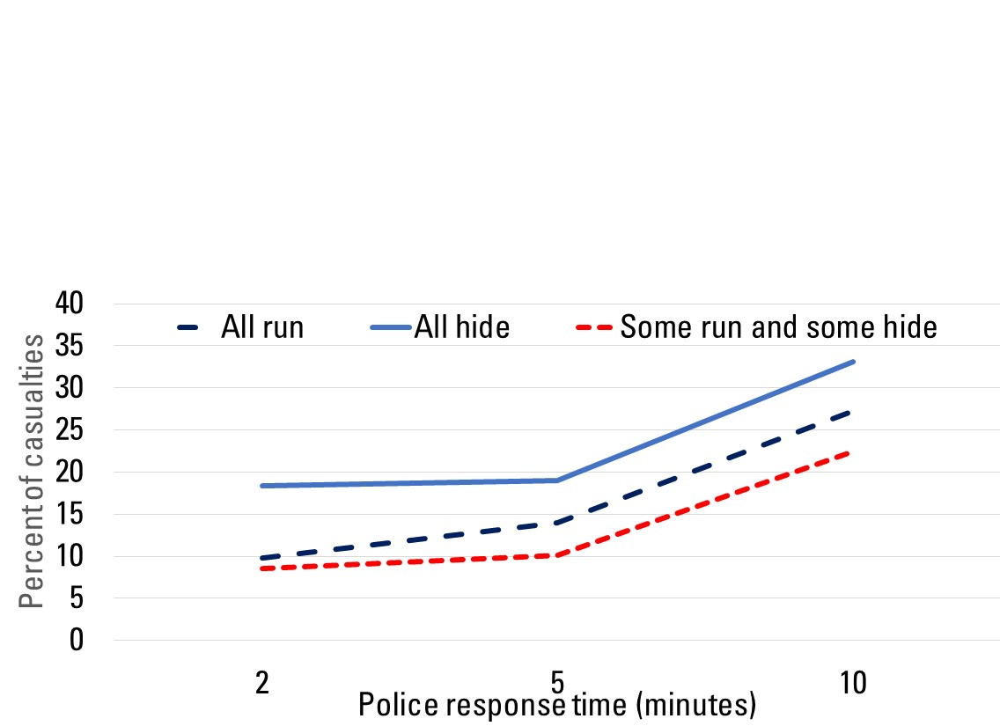 40
All run All hide Some run and some hide
35
30
25
20
15
10
5
0
Percent of casualties
2 5 10
Police response time (minutes)